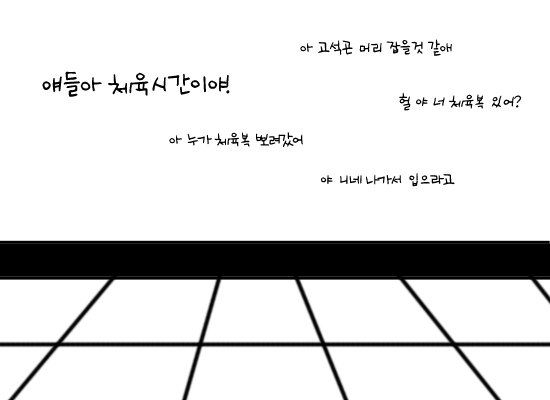 아 고석곤 머리 잡을것 같애
얘들아 체육시간이야!
헐 야 너 체육복 있어?
아 누가 체육복 뽀려갔어
야 니네 나가서 입으라고